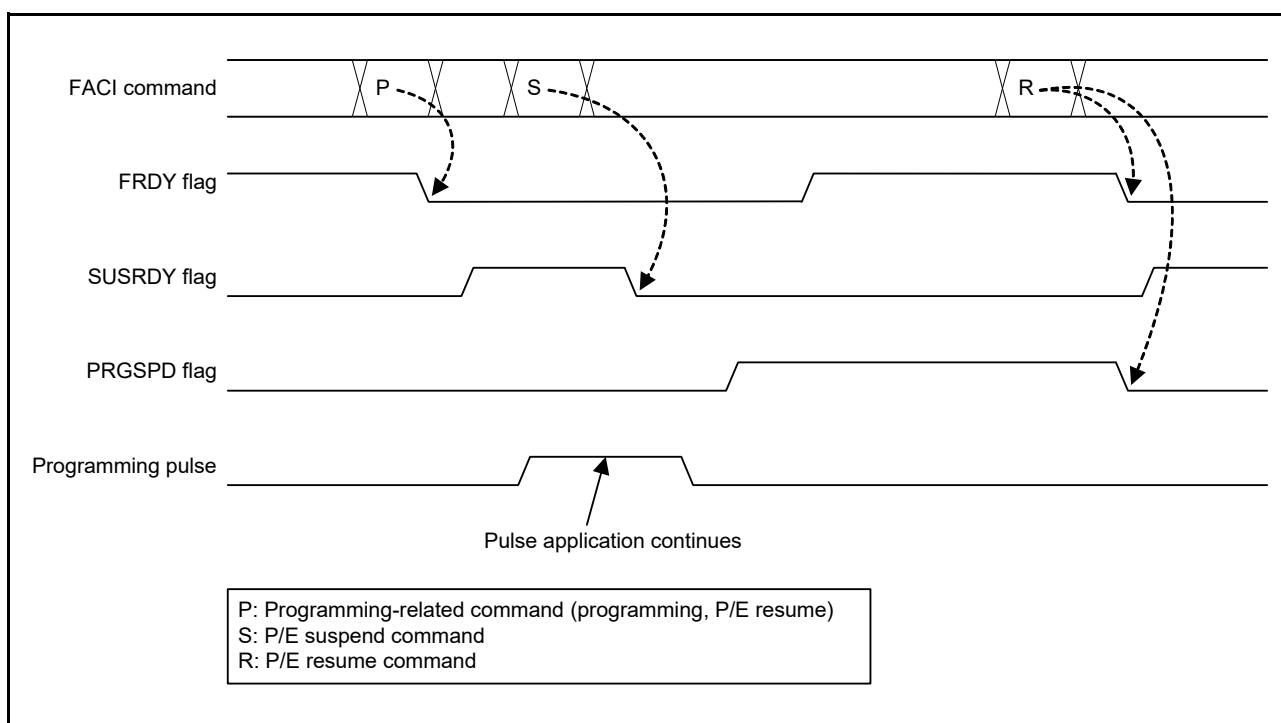 FACI command
P
S
R
FRDY flag
SUSRDY flag
PRGSPD flag
Programming pulse
Pulse application continues
P: Programming-related command (programming, P/E resume)
S: P/E suspend command
R: P/E resume command